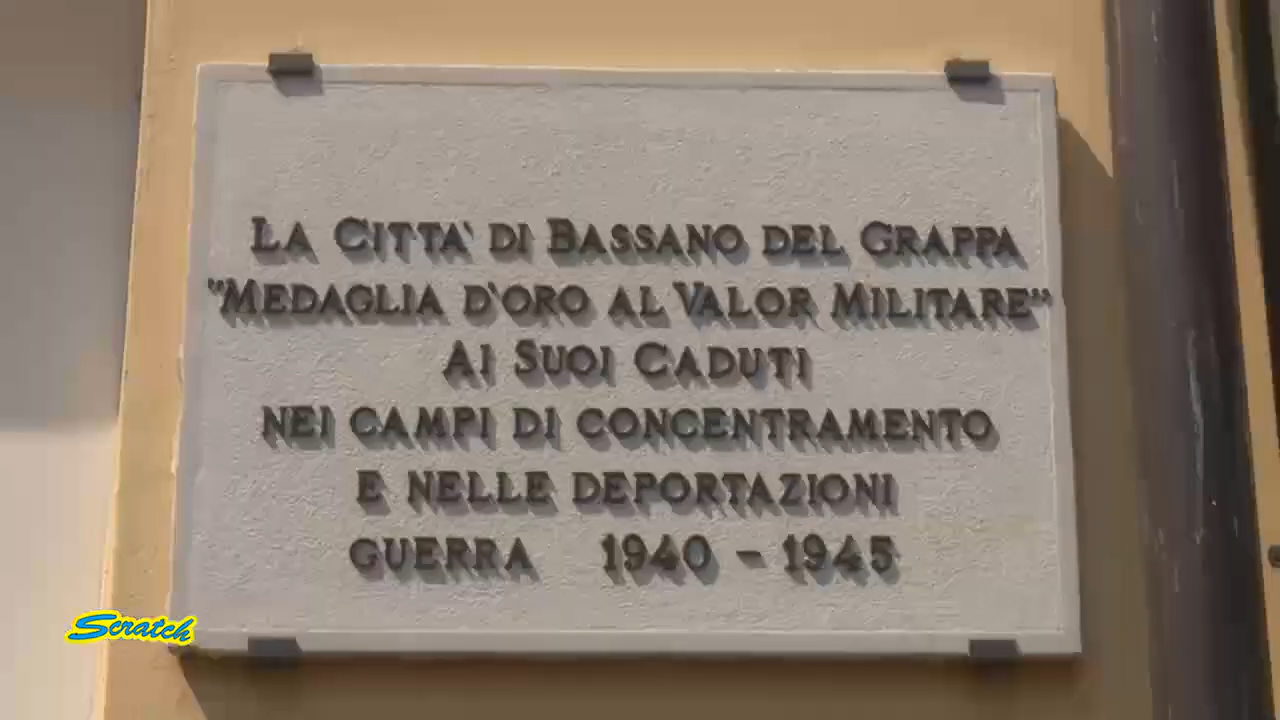 LA CITTA' DI BASSANO DEL GRAPPA
"MEDAGLIA D'ORO AL VALOR MILITARE"
AI SUOI CADUTI
NEI CAMPI DI CONCENTRAMENTO
E NELLE DEPORTAZIONI
GUERRA 1940 - 1945
Scratch